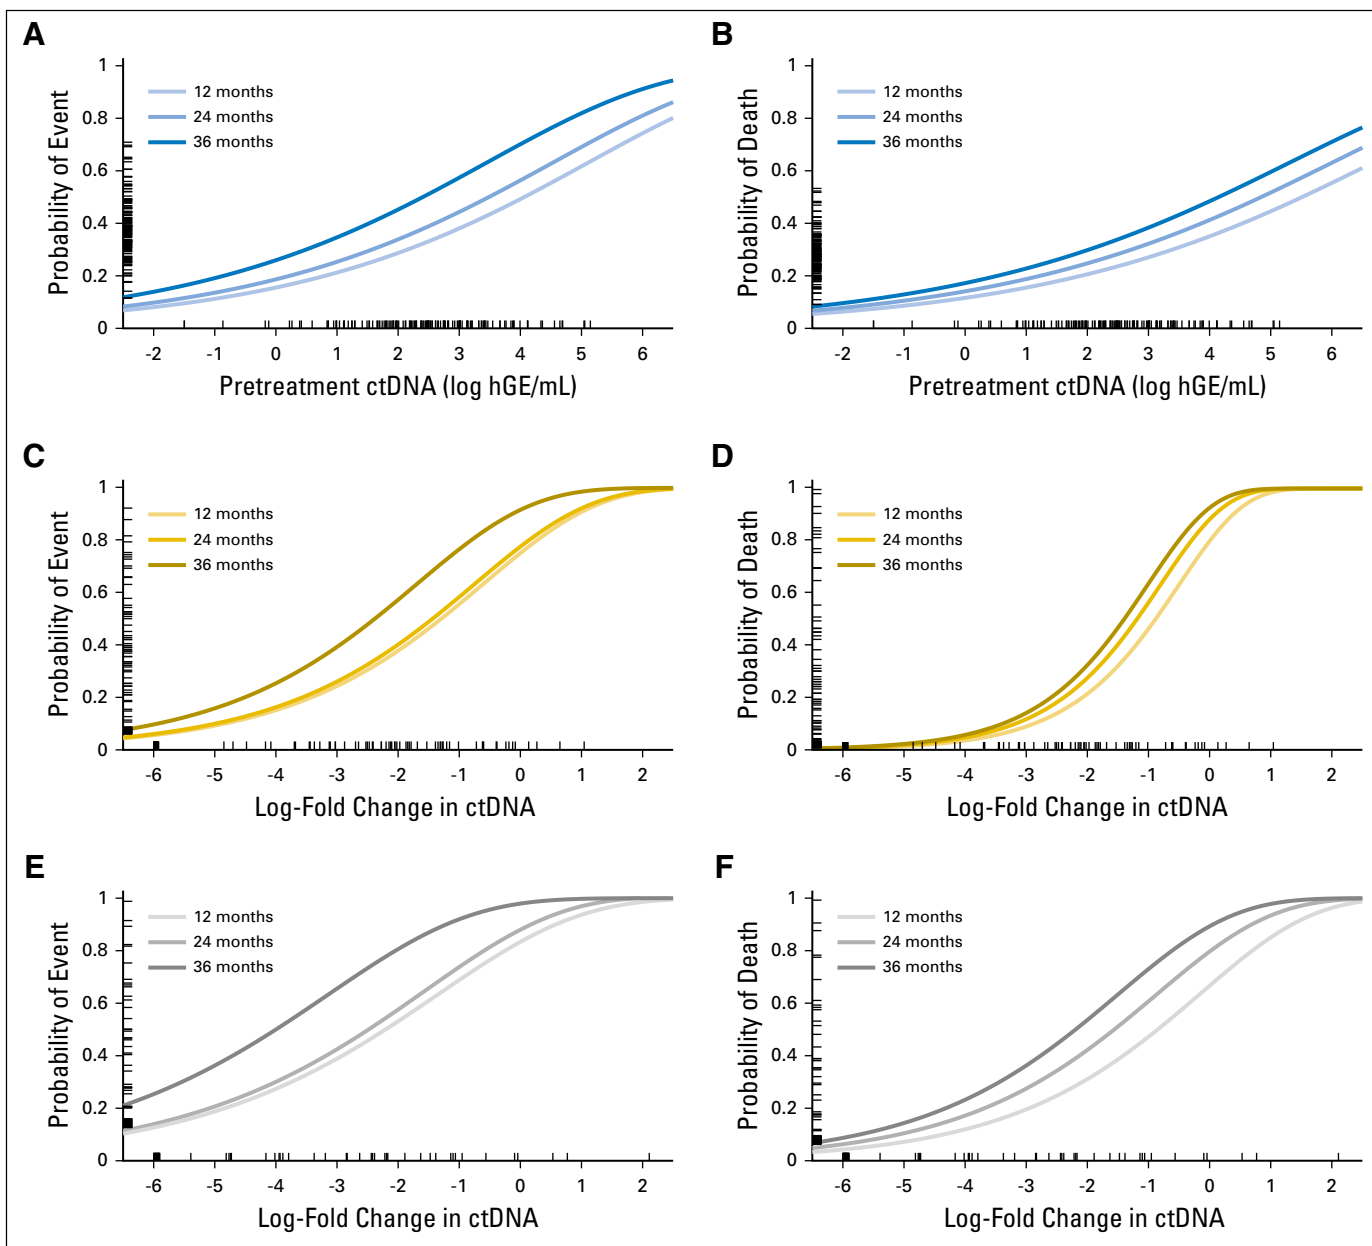 A
Probability of Event
1
0.8
0.6
0.4
0.2
0
12 months
24 months
36 months
-2 -1 0 1 2 3 4 5 6
Pretreatment ctDNA (log hGE/mL)
B
Probability of Death
1
0.8
0.6
0.4
0.2
0
12 months
24 months
36 months
-2 -1 0 1 2 3 4 5 6
Pretreatment ctDNA (log hGE/mL)
C
Probability of Event
1
0.8
0.6
0.4
0.2
0
12 months
24 months
36 months
-6 -5 -4 -3 -2 -1 0 1 2
Log-Fold Change in ctDNA
D
Probability of Death
1
0.8
0.6
0.4
0.2
0
12 months
24 months
36 months
-6 -5 -4 -3 -2 -1 0 1 2
Log-Fold Change in ctDNA
E
Probability of Event
1
0.8
0.6
0.4
0.2
0
12 months
24 months
36 months
-6 -5 -4 -3 -2 -1 0 1 2
Log-Fold Change in ctDNA
F
Probability of Death
1
0.8
0.6
0.4
0.2
0
12 months
24 months
36 months
-6 -5 -4 -3 -2 -1 0 1 2
Log-Fold Change in ctDNA